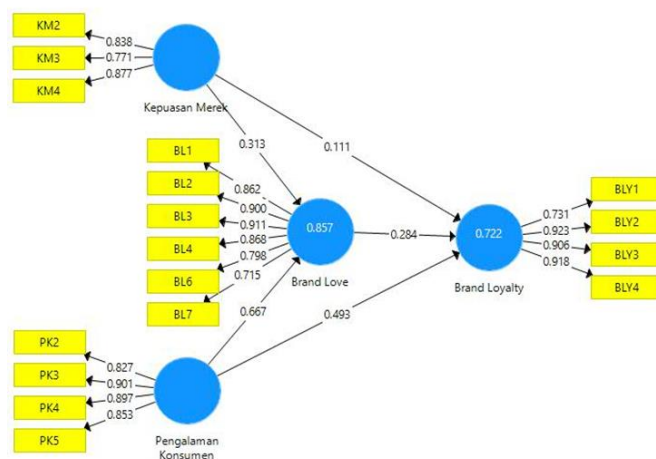 KM2
0.838
KM3
0.771
KM4
0.877
Kepuasan Merek
0.313
0.111
BL1
0.862
BL2
0.900
BL3
0.911
BL4
0.868
BL6
0.798
BL7
0.715
0.857
Brand Love
0.284
0.722
Brand Loyalty
BLY1
0.731
BLY2
0.923
BLY3
0.906
BLY4
0.918
0.667
0.493
PK2
0.827
PK3
0.901
PK4
0.897
PK5
0.853
Pengalaman
Konsumen